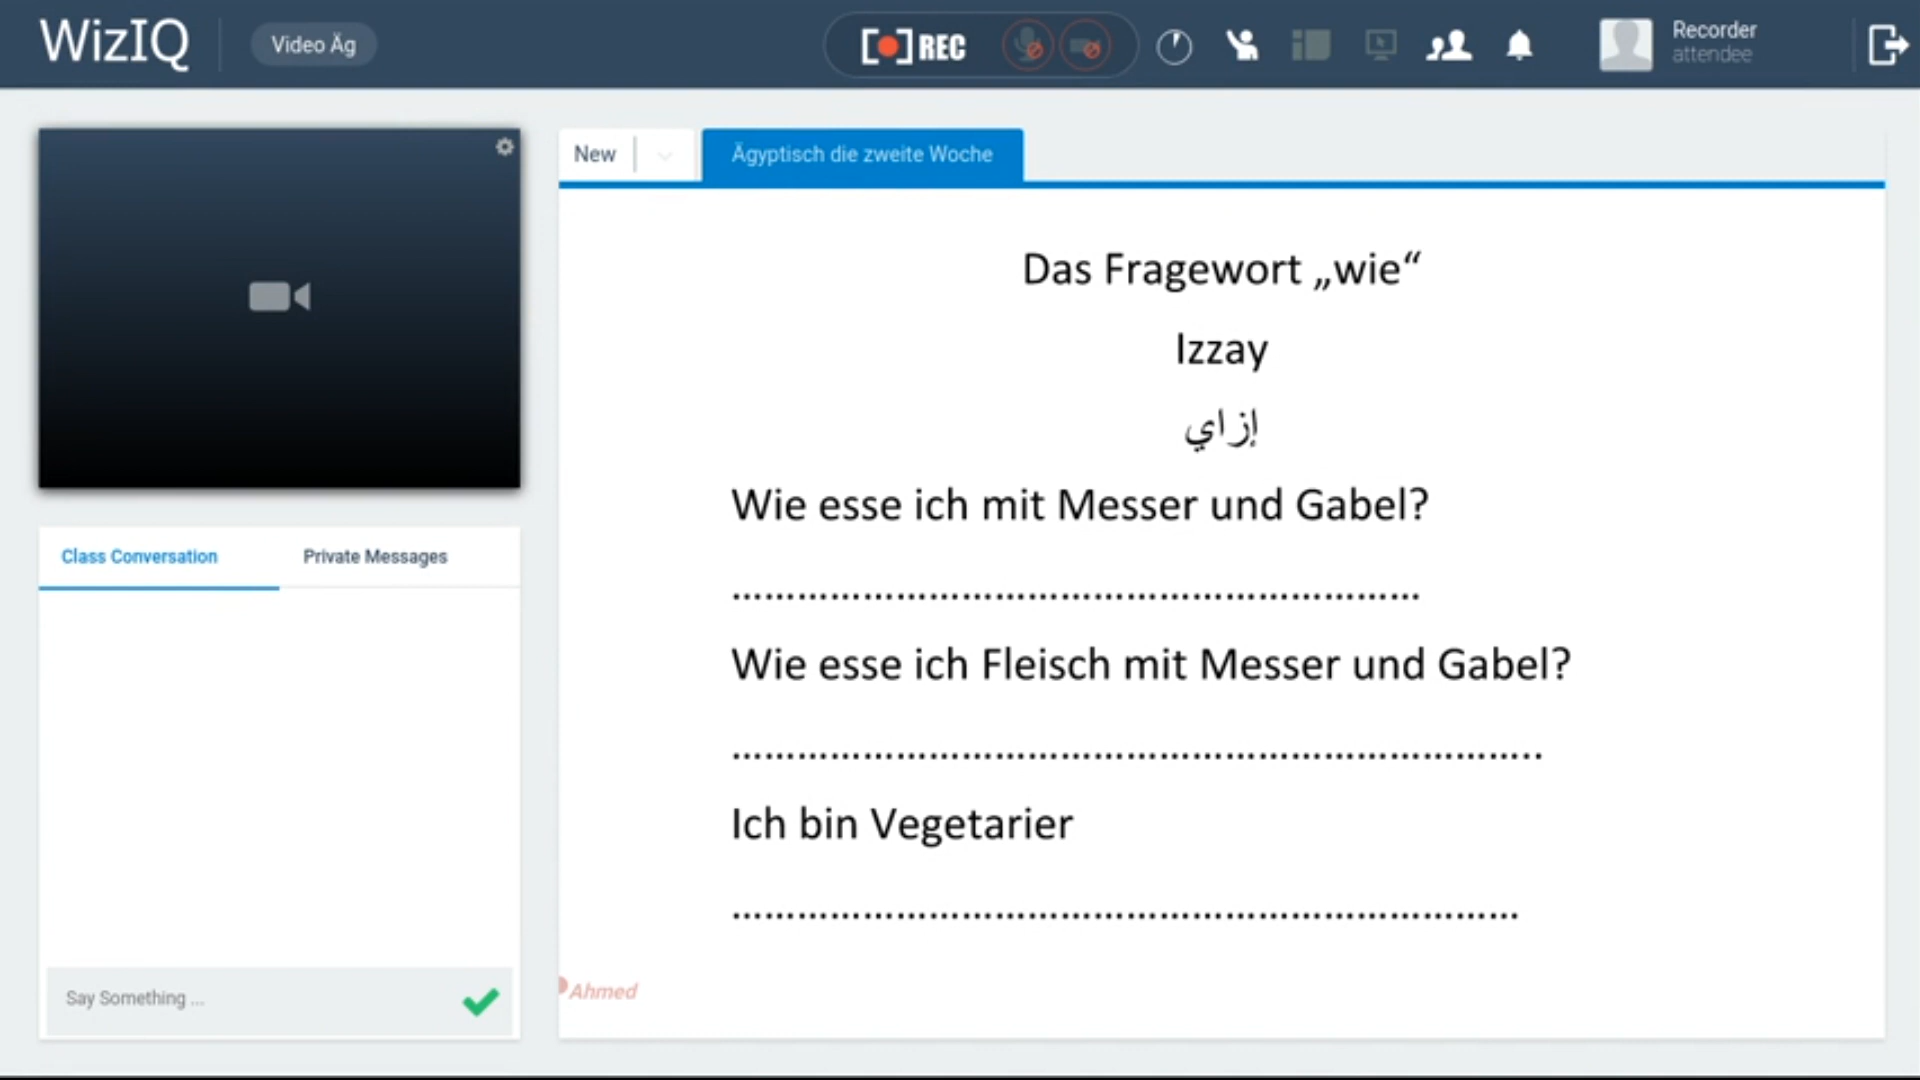 WizIQ
Video Äg
REC
Recorder
attendee
New
Ägyptisch die zweite Woche
Das Fragewort „wie“
Izzay
إزاي
Wie esse ich mit Messer und Gabel?
……………………………………………………….
Wie esse ich Fleisch mit Messer und Gabel?
………………………………………………………………..
Ich bin Vegetarier
……………………………………………………………….
Ahmed
Class Conversation
Private Messages
Say Something ...